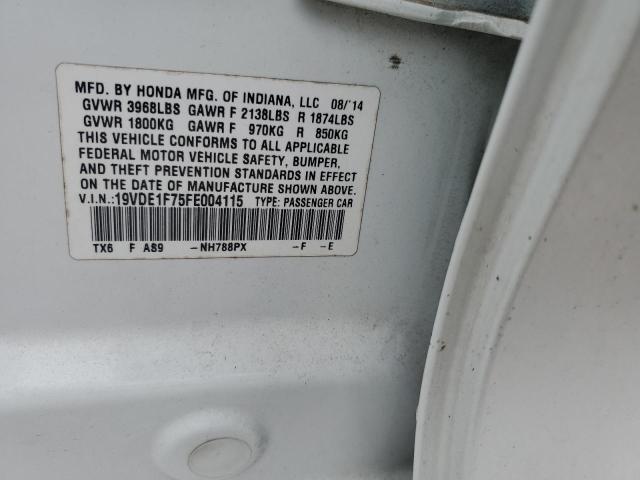 MFD. BY HONDA MFG. OF INDIANA, LLC 08/'14
GVWR 3968LBS GAWR F 2138LBS R 1874LBS
GVWR 1800KG GAWR F 970KG R 850KG
THIS VEHICLE CONFORMS TO ALL APPLICABLE
FEDERAL MOTOR VEHICLE SAFETY, BUMPER,
AND THEFT PREVENTION STANDARDS IN EFFECT
ON THE DATE OF MANUFACTURE SHOWN ABOVE.
V.I.N.:19VDE1F75FE004115 TYPE: PASSENGER CAR
TX6 F AS9 -NH788PX -F -E